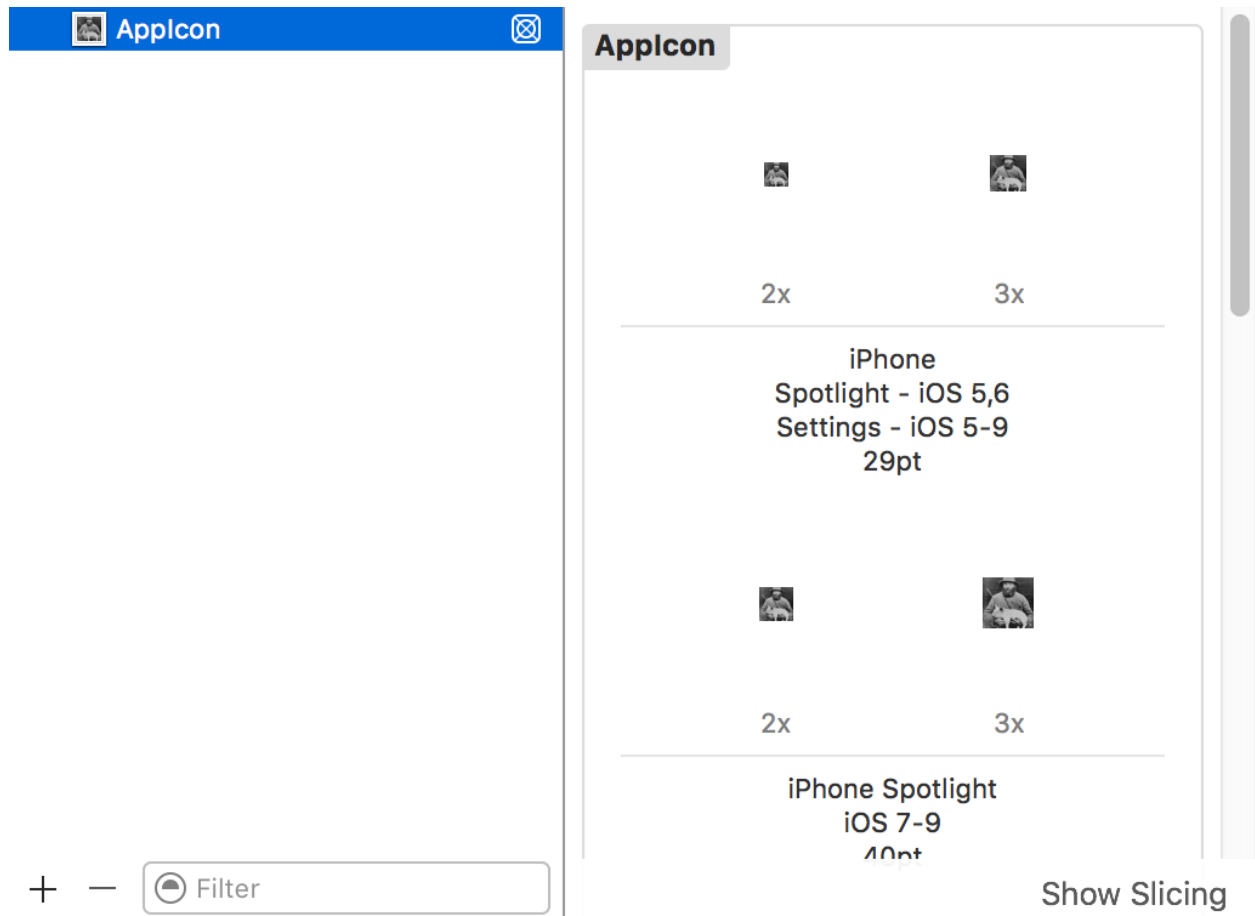 AppIcon
AppIcon
2x
3x
iPhone
Spotlight - iOS 5,6
Settings - iOS 5-9
29pt
2x
3x
iPhone Spotlight
iOS 7-9
40pt
Filter
Show Slicing